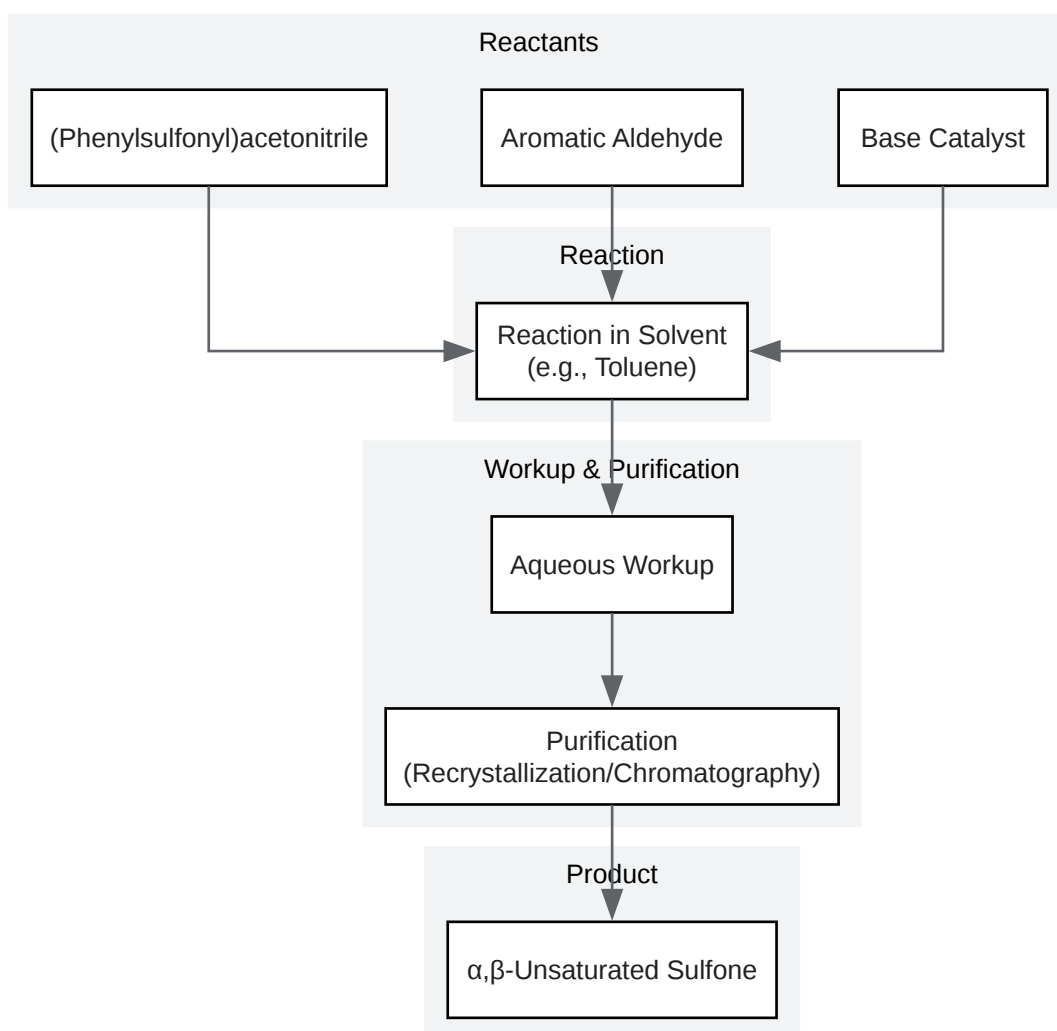 Reactants
(Phenylsulfonyl)acetonitrile
Aromatic Aldehyde
Base Catalyst
Reaction
Reaction in Solvent
(e.g., Toluene)
Workup & Purification
Aqueous Workup
Purification
(Recrystallization/Chromatography)
Product
α,β-Unsaturated Sulfone